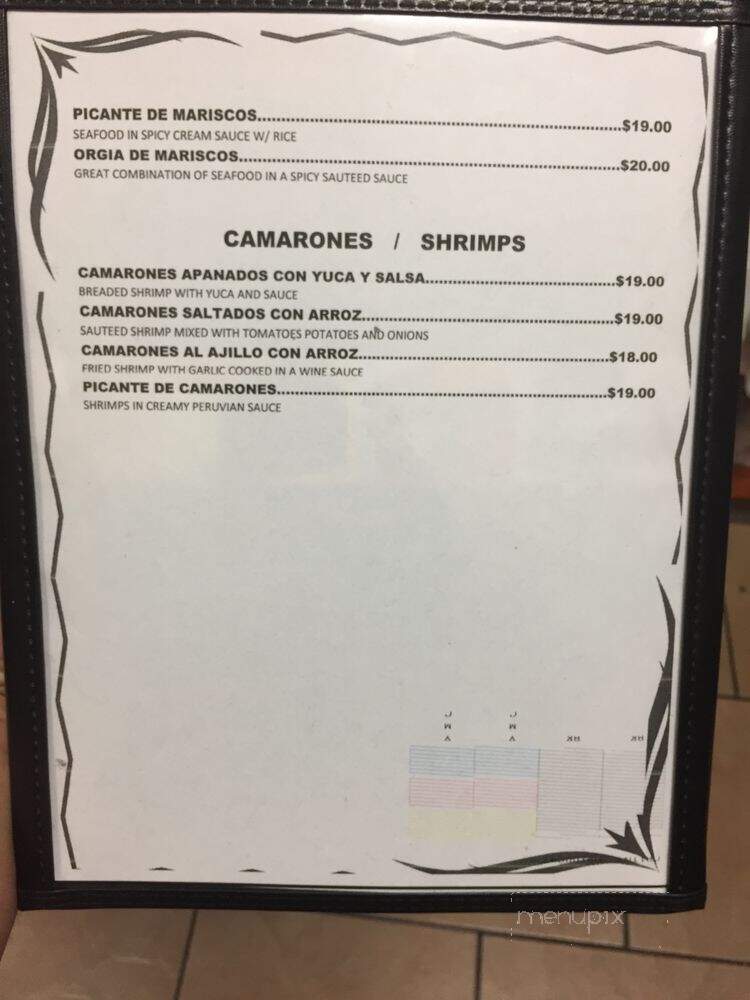 PICANTE DE MARISCOS..........$19.00
SEAFOOD IN SPICY CREAM SAUCE W/ RICE
ORGIA DE MARISCOS..........$20.00
GREAT COMBINATION OF SEAFOOD IN A SPICY SAUTEED SAUCE
CAMARONES / SHRIMPS
CAMARONES APANADOS CON YUCA Y SALSA..........$19.00
BREADED SHRIMP WITH YUCA AND SAUCE
CAMARONES SALTADOS CON ARROZ..........$19.00
SAUTEED SHRIMP MIXED WITH TOMATOES POTATOES AND ONIONS
CAMARONES AL AJILLO CON ARROZ..........$18.00
FRIED SHRIMP WITH GARLIC COOKED IN A WINE SAUCE
PICANTE DE CAMARONES..........$19.00
SHRIMPS IN CREAMY PERUVIAN SAUCE
menupix